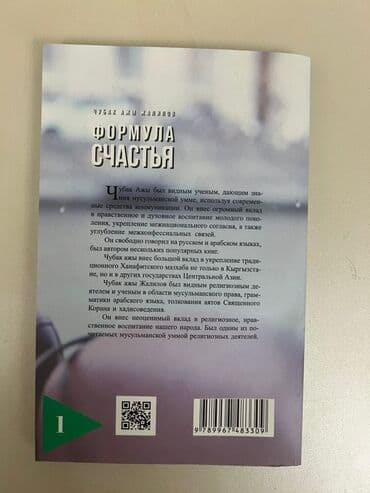 ЧУБАК АЖЫ ЖАЛИЛОВ
ФОРМУЛА
СЧАСТЬЯ
Чубак Ажы был видным ученым, дающим зна-
ния мусульманской умме, используя современ-
ные средства коммуникации. Он внес огромный вклад
в нравственное и духовное воспитание молодого поко-
ления, укрепление межнационального согласия, а также
углубление межконфессиальных связей.
Он свободно говорил на русском и арабском языках,
был автором нескольких популярных книг.
Чубак ажы внес большой вклад в укрепление тради-
ционного Ханафитского мазхаба не только в Кыргызста-
не, но и в других государствах Центральной Азии.
Чубак ажы Жалилов был видным религиозным де-
ятелем и ученым в области мусульманского права, грам-
матики арабского языка, толкования аятов Священного
Корана и хадисоведения.
Он внес неоценимый вклад в религиозное, нрав-
ственное воспитание нашего народа. Был одним из по-
читаемых мусульманской уммой религиозных деятелей.
1
9 789967 483309